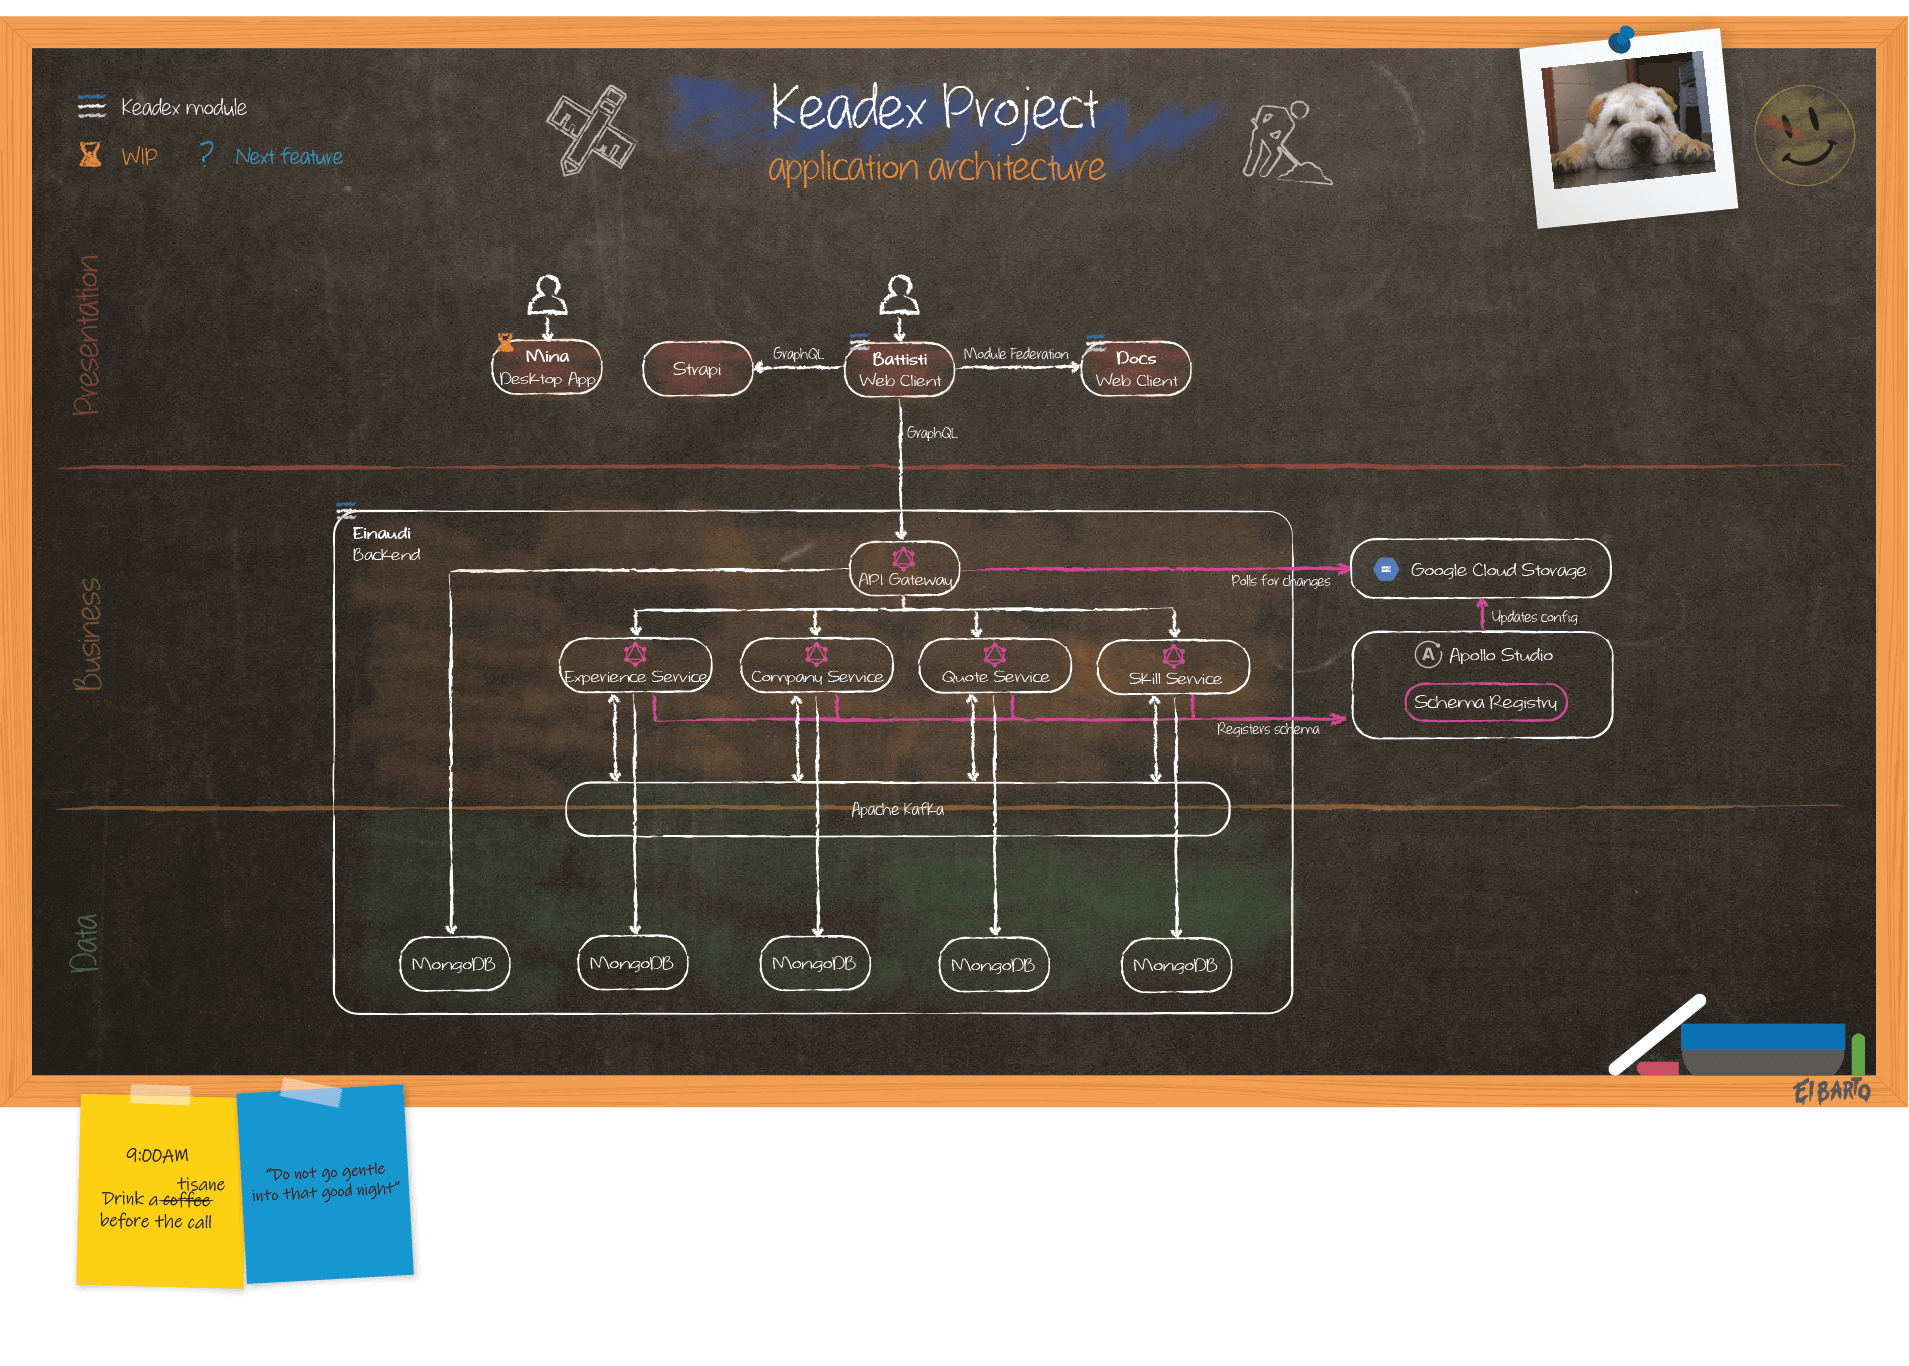 Keadex module
WIP
? Next feature
Keadex Project
application architecture
Presentation
Mina
Desktop App
Strapi
GraphQL
Battisti
Web Client
Module Federation
Docs
Web Client
GraphQL
Business
Einaudi
Backend
API Gateway
Polls for changes
Google Cloud Storage
Updates config
A Apollo Studio
Schema Registry
Experience Service
Company Service
Quote Service
Skill Service
Registers schema
Apache Kafka
Data
MongoDB
MongoDB
MongoDB
MongoDB
MongoDB
El BARTO
9:00AM
tisane
Drink a coffee
before the call
"Do not go gentle
into that good night"